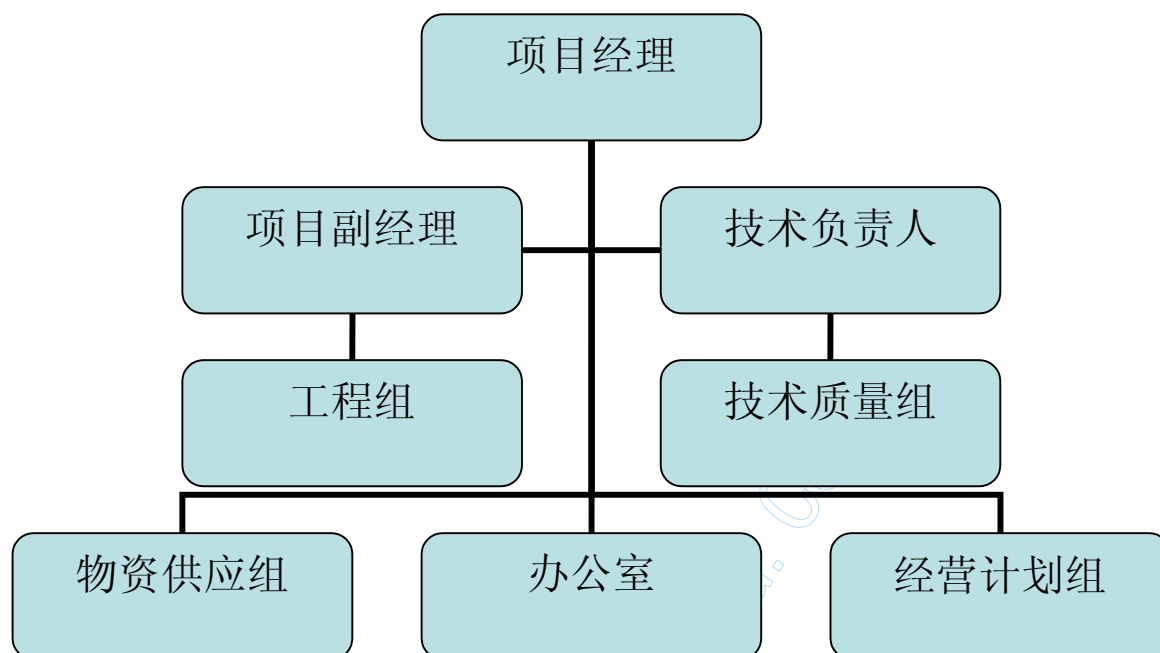 项目经理
项目副经理
技术负责人
工程组
技术质量组
物资供应组
办公室
经营计划组